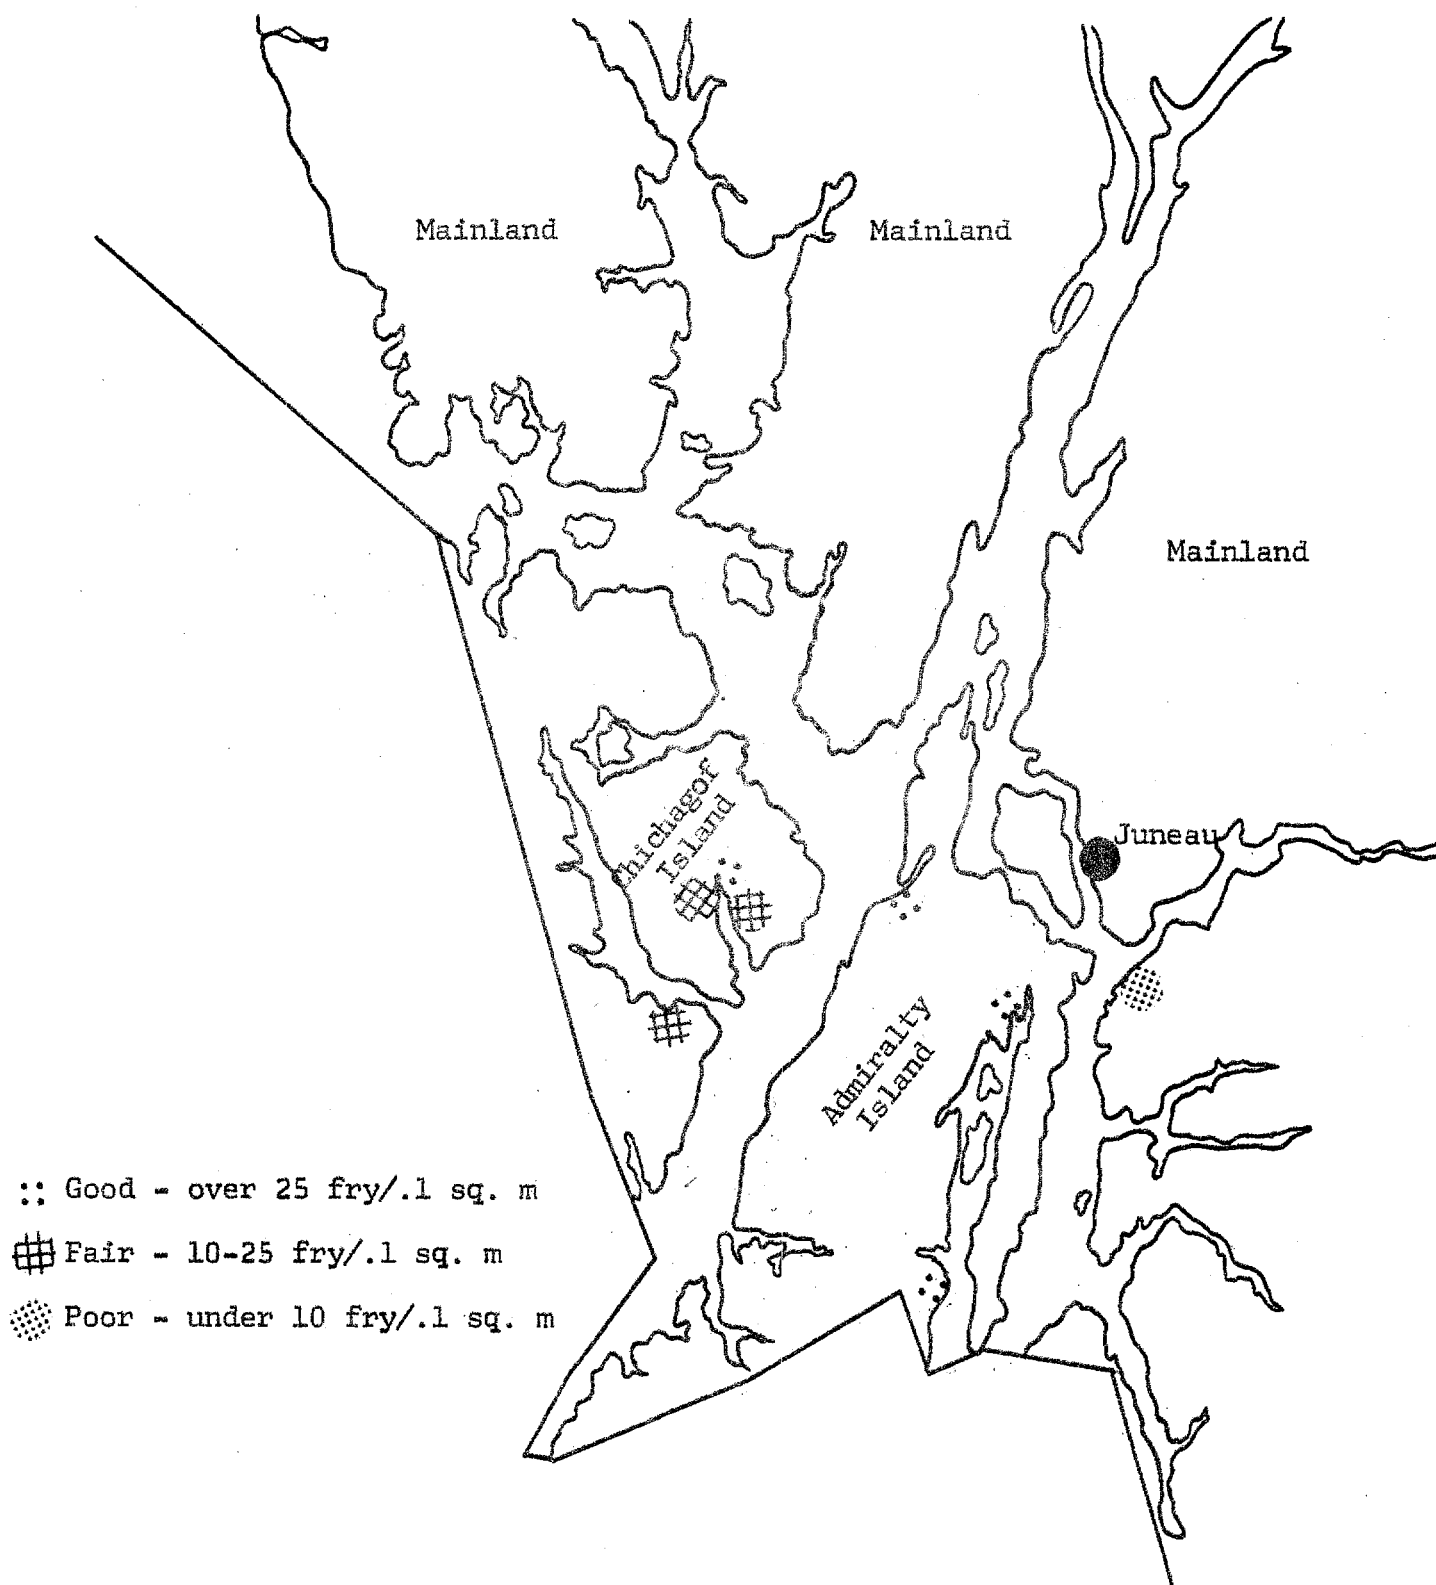 Mainland
Mainland
Mainland
Chichagof
Island
Juneau
Admiralty
Island
Good - over 25 fry/.1 sq. m
Fair - 10-25 fry/.1 sq. m
Poor - under 10 fry/.1 sq. m